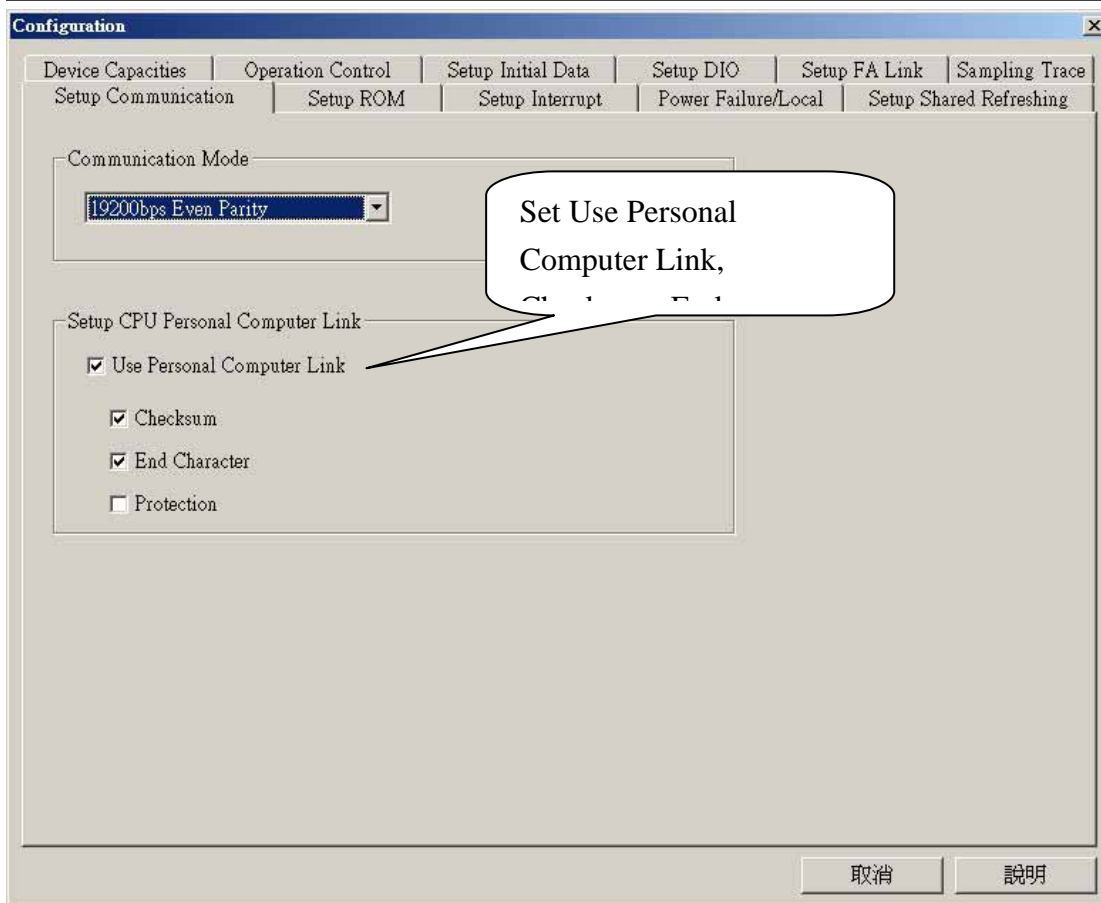 Configuration
Device Capacities Operation Control Setup Initial Data Setup DIO Setup FA Link Sampling Trace
Setup Communication Setup ROM Setup Interrupt Power Failure/Local Setup Shared Refreshing
Communication Mode
19200bps Even Parity
Set Use Personal
Computer Link,
Setup CPU Personal Computer Link
Use Personal Computer Link
Checksum
End Character
Protection
取消 說明